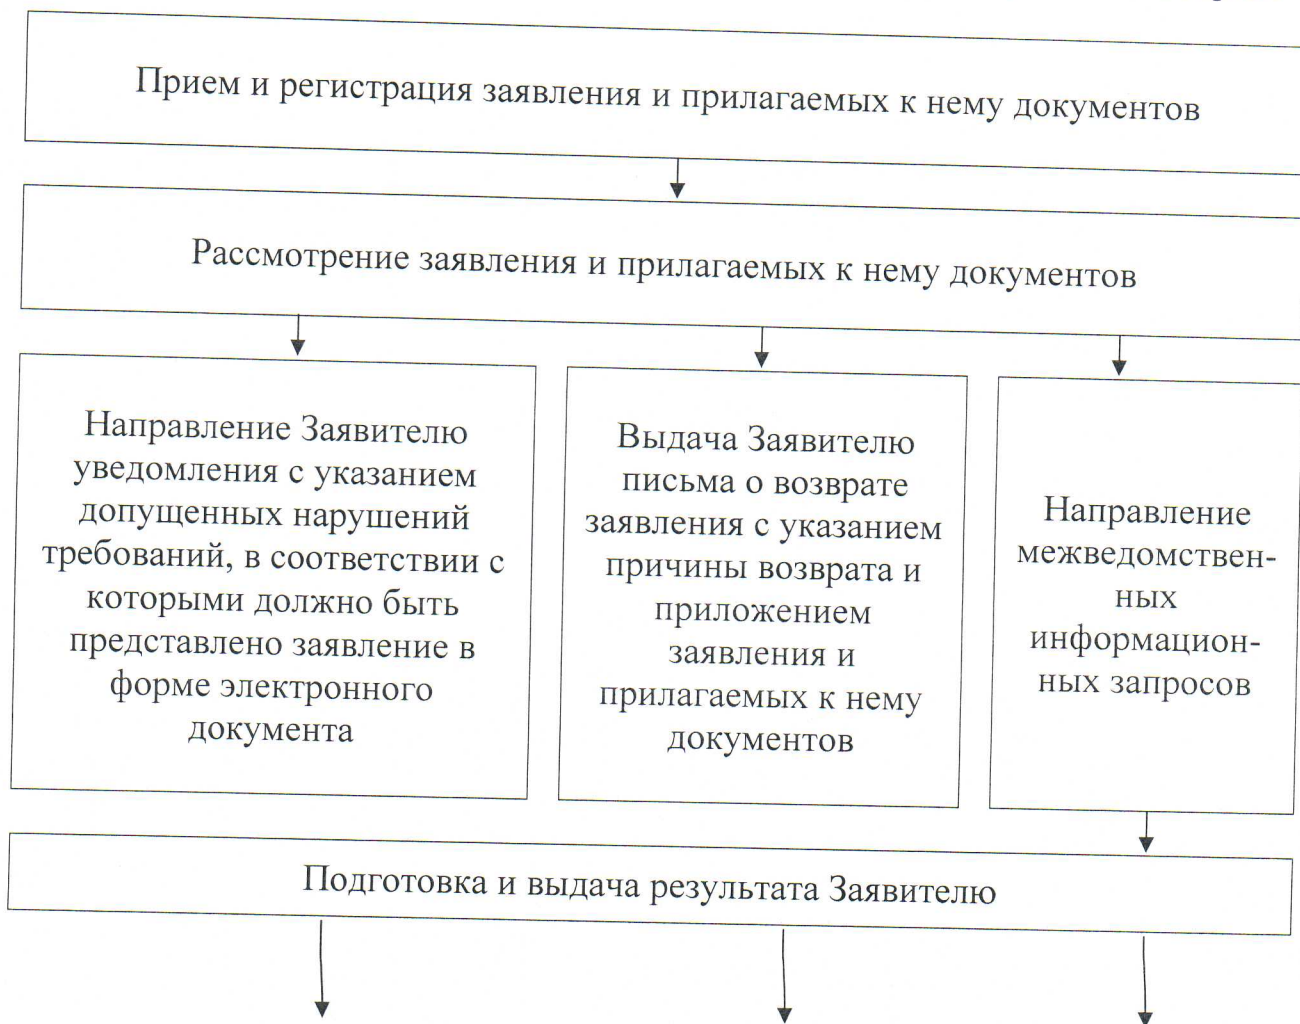 Прием и регистрация заявления и прилагаемых к нему документов
Рассмотрение заявления и прилагаемых к нему документов
Направление Заявителю
уведомления с указанием
допущенных нарушений
требований, в соответствии с
которыми должно быть
представлено заявление в
форме электронного
документа
Выдача Заявителю
письма о возврате
заявления с указанием
причины возврата и
приложением
заявления и
прилагаемых к нему
документов
Направление
межведомствен-
ных
информацион-
ных запросов
Подготовка и выдача результата Заявителю